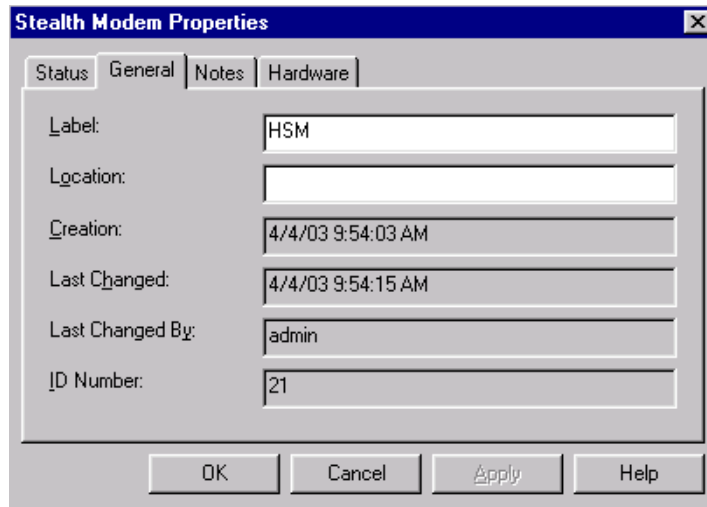 Stealth Modem Properties
Status General Notes Hardware
Label: HSM
Location:
Creation: 4/4/03 9:54:03 AM
Last Changed: 4/4/03 9:54:15 AM
Last Changed By: admin
ID Number: 21
OK Cancel Apply Help